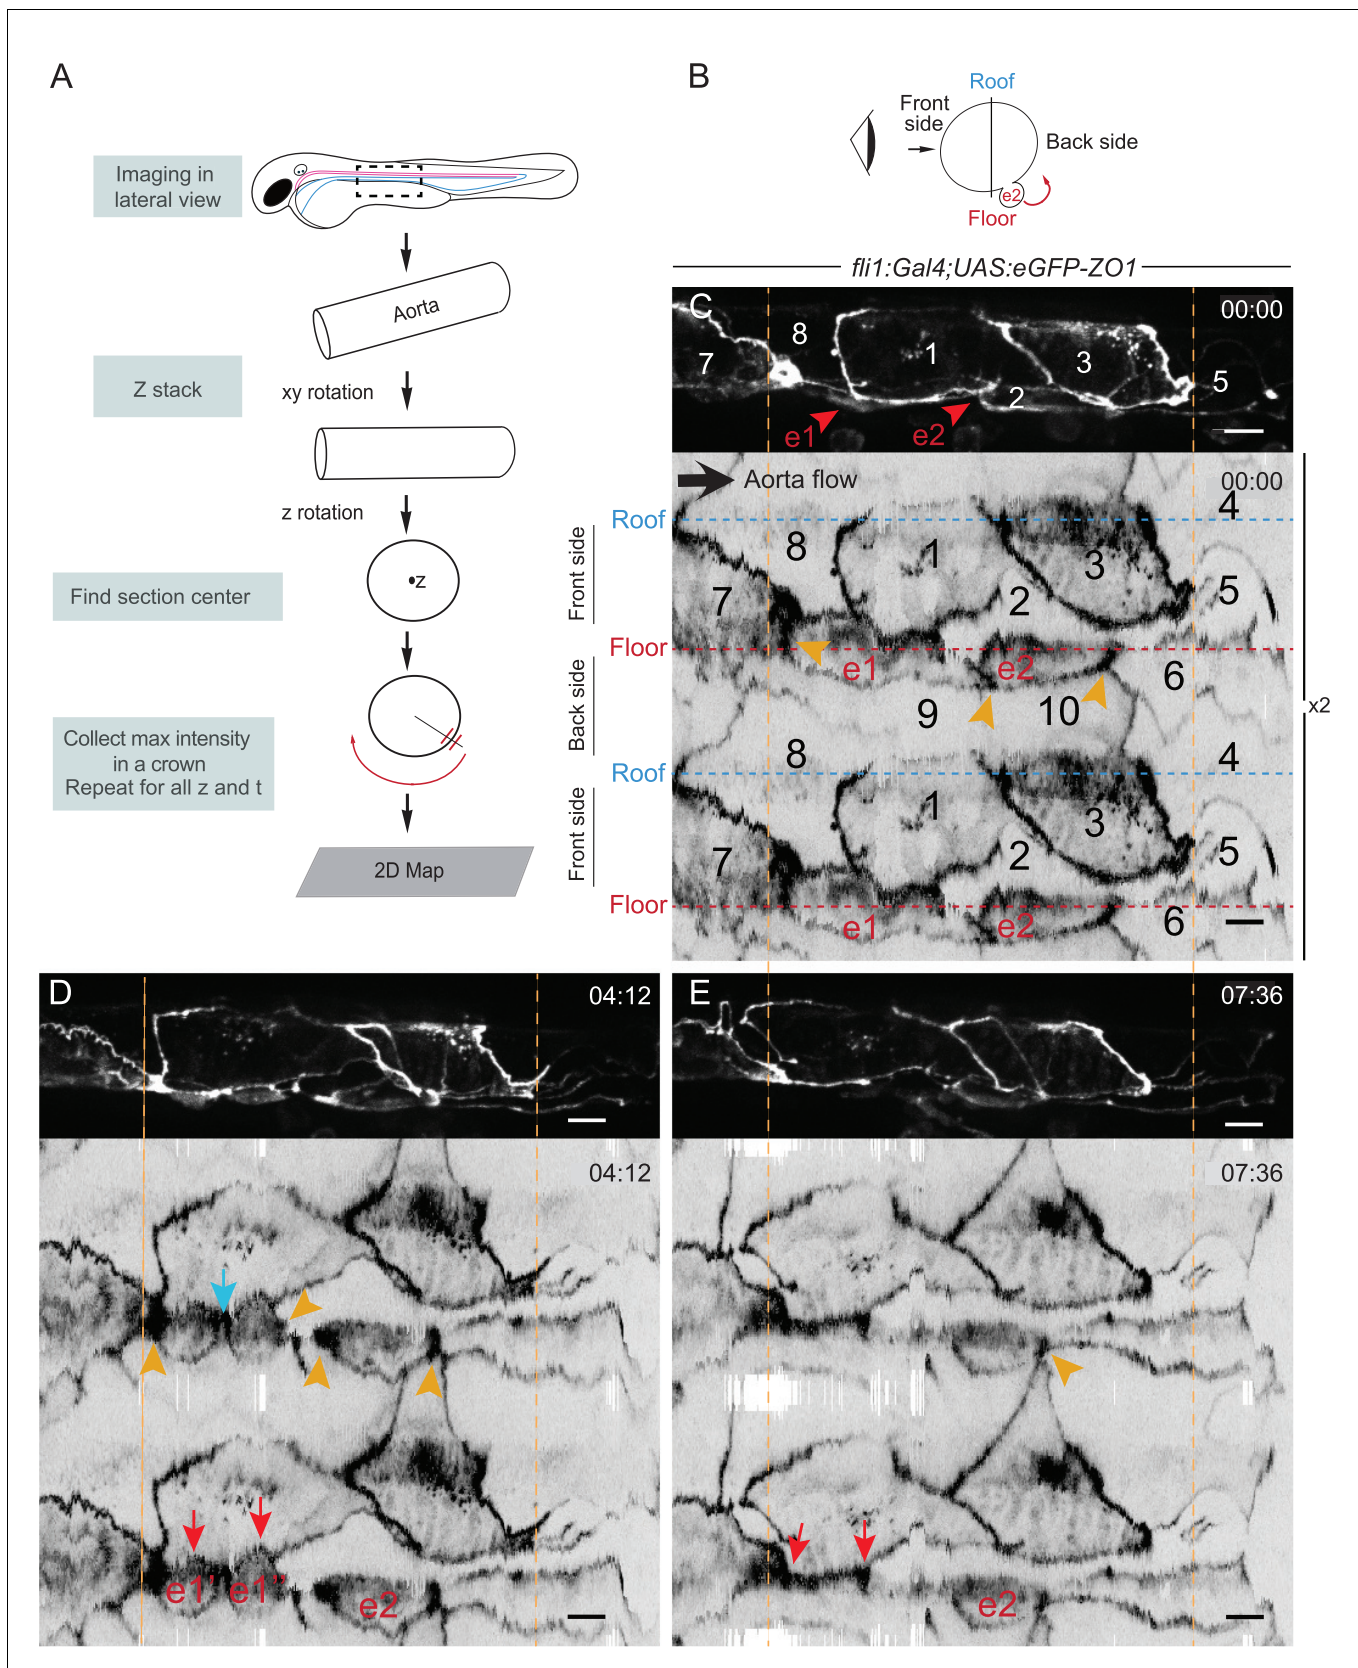 A
Imaging in
lateral view
Aorta
Z stack
xy rotation
z rotation
Find section center
z
Collect max intensity
in a crown
Repeat for all z and t
2D Map
B
Roof
Front
side
Back side
e2
Floor
fli1:Gal4;UAS:eGFP-ZO1
C
00:00
8
7
1
3
5
2
e1
e2
Aorta flow
00:00
4
Roof
8
1
3
7
2
5
Front side
Floor
e1
e2
6
9
10
Back side
x2
8
4
Roof
1
3
7
2
5
Front side
Floor
e1
e2
6
D
04:12
04:12
e1'
e1''
e2
E
07:36
07:36
e2